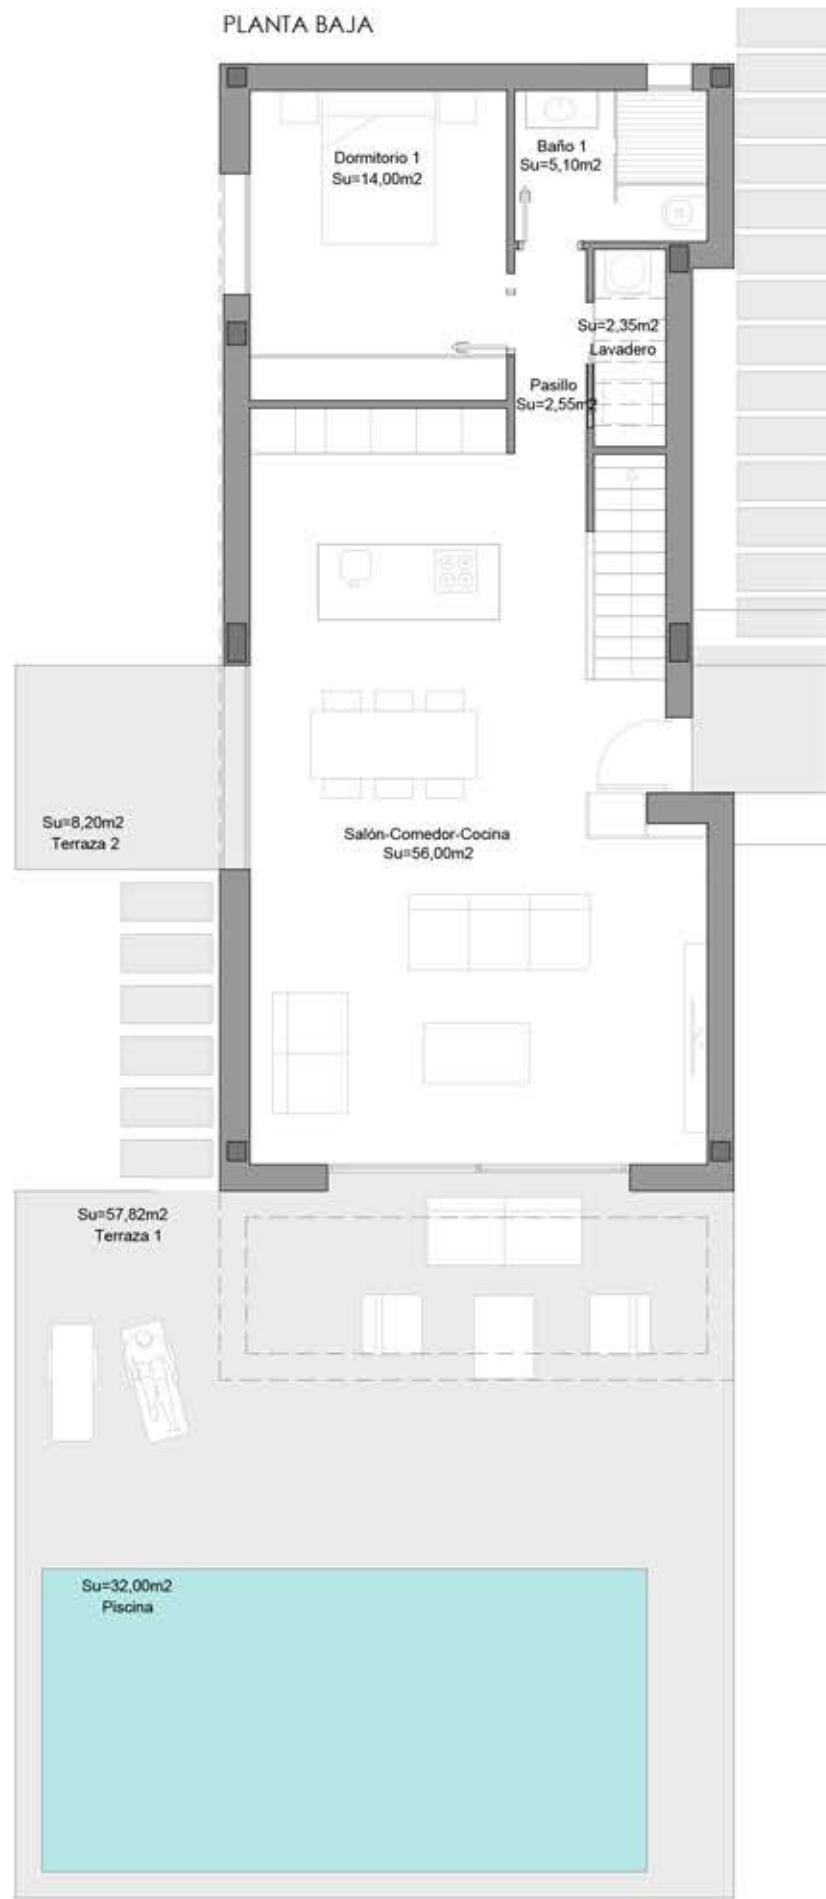 PLANTA BAJA
Dormitorio 1
Su=14,00m2
Baño 1
Su=5,10m2
Su=2,35m2
Lavadero
Pasillo
Su=2,55m2
Su=8,20m2
Terraza 2
Salón-Comedor-Cocina
Su=56,00m2
Su=57,82m2
Terraza 1
Su=32,00m2
Piscina